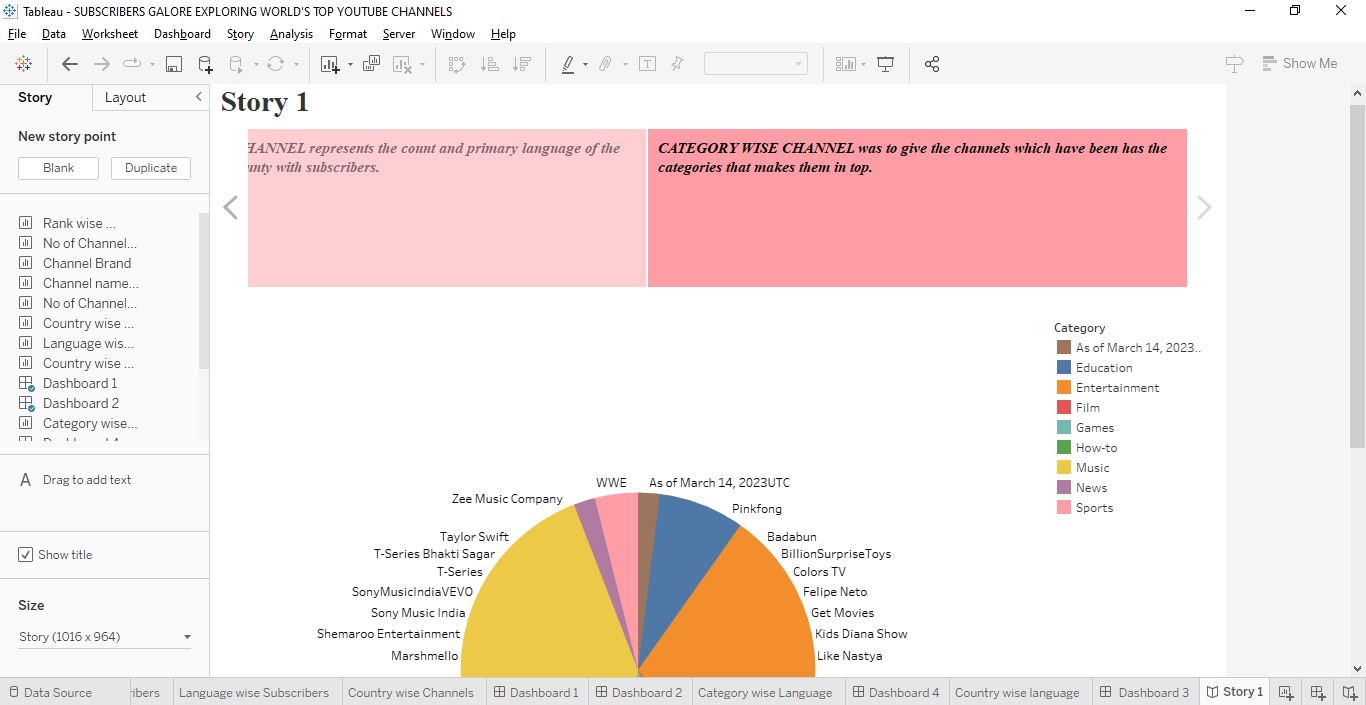 Tableau - SUBSCRIBERS GALORE EXPLORING WORLD'S TOP YOUTUBE CHANNELS
File Data Worksheet Dashboard Story Analysis Format Server Window Help
Show Me
Story Layout
New story point
Blank Duplicate
Rank wise ...
No of Channel...
Channel Brand
Channel name...
No of Channel...
Country wise ...
Language wis...
Country wise ...
Dashboard 1
Dashboard 2
Category wise...
A Drag to add text
Show title
Size
Story (1016 x 964)
Story 1
HANNEL represents the count and primary language of the
unty with subscribers.
CATEGORY WISE CHANNEL was to give the channels which have been has the
categories that makes them in top.
Category
As of March 14, 2023..
Education
Entertainment
Film
Games
How-to
Music
News
Sports
WWE
As of March 14, 2023UTC
Zee Music Company
Pinkfong
Taylor Swift
Badabun
T-Series Bhakti Sagar
BillionSurpriseToys
T-Series
Colors TV
SonyMusicIndiaVEVO
Felipe Neto
Sony Music India
Get Movies
Shemaroo Entertainment
Kids Diana Show
Marshmello
Like Nastya
Data Source
ribers
Language wise Subscribers
Country wise Channels
Dashboard 1
Dashboard 2
Category wise Language
Dashboard 4
Country wise language
Dashboard 3
Story 1